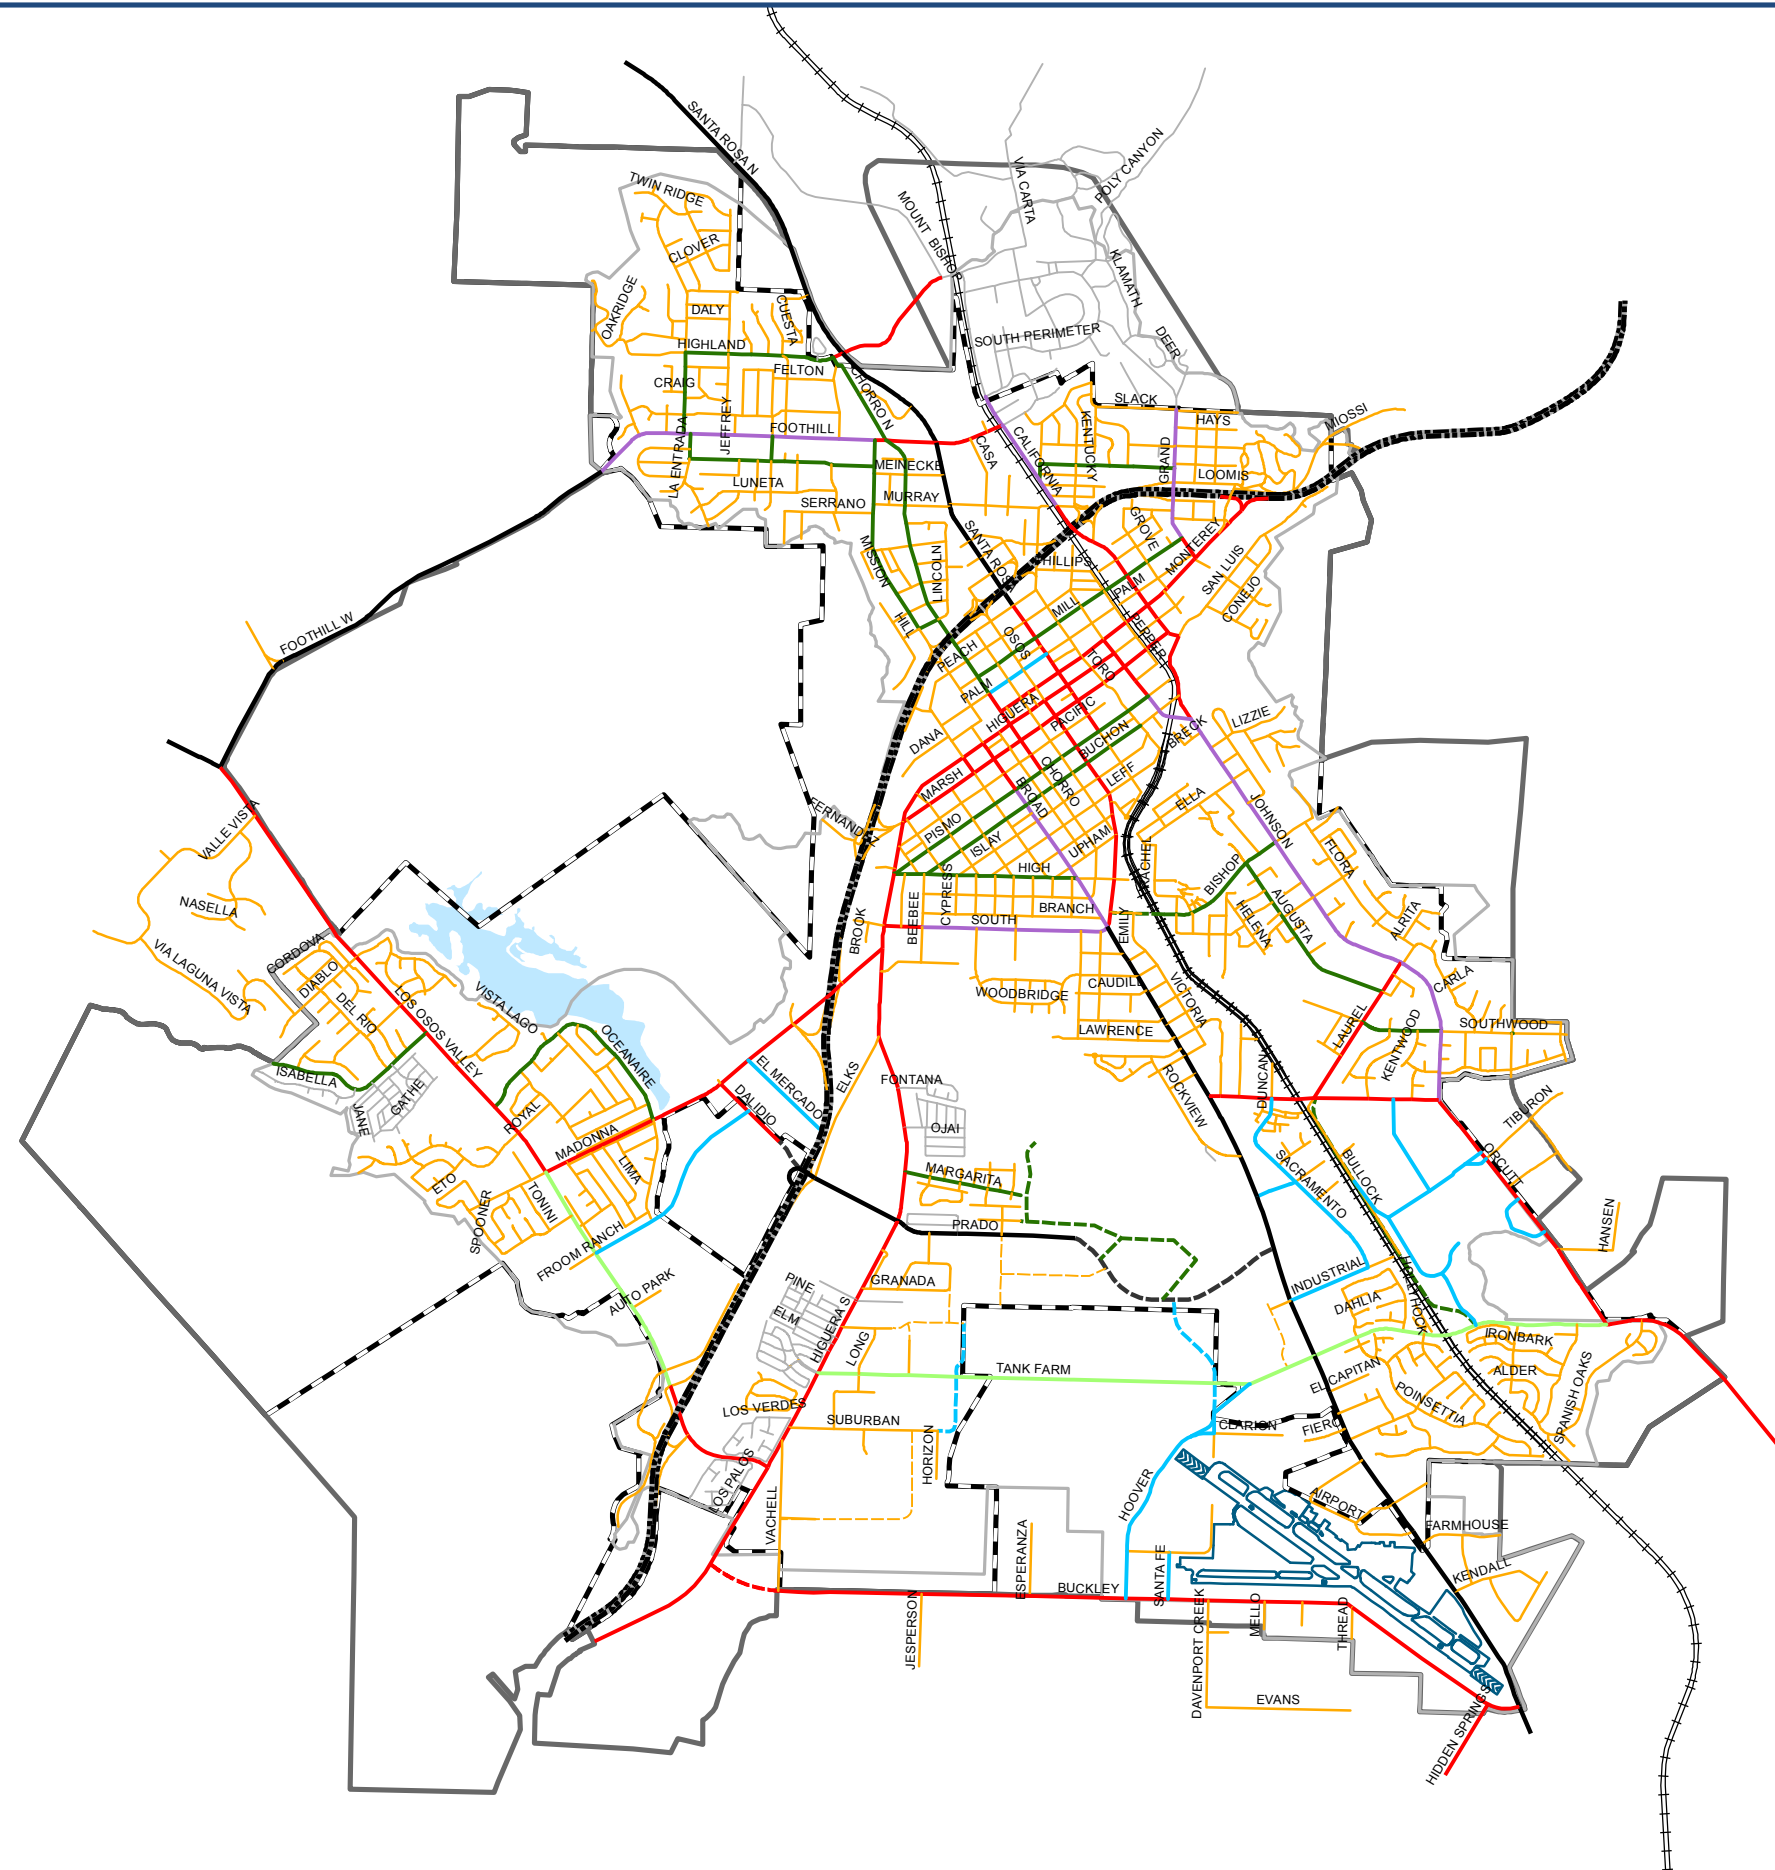 SANTA ROSA N
TWIN RIDGE
CLOVER
MOUNT BISHOP
VIA CARTA
POLY CANYON
KLAMATH
DEER
SOUTH PERIMETER
OAKRIDGE
DALY
CUESTA
HIGHLAND
FELTON
CRAIG
CHORRO N
JEFFREY
FOOTHILL
LA ENTRADA
LUNETA
MEINECKE
SERRANO
MURRAY
CASA
CALIFORNIA
KENTUCKY
SLACK
HAYS
GRAND
LOOMIS
MIOSSI
MISSION
LINCOLN
SANTA ROSA
PHILLIPS
GROVE
MONTEREY
SAN LUIS
CONEJO
HILL
MILL
PALM
PEPPER
FOOTHILL W
PEACH
OSOS
PALM
TORO
HIGUERA
PACIFIC
DANA
BUCHON
BRECK
LIZZIE
MARSH
CHORRO
LEFF
BROAD
ELLA
JOHNSON
VALLE VISTA
FERNANDEZ
PISMO
ISLAY
UPHAM
RACHEL
FLORA
HIGH
BISHOP
NASELLA
CYPRESS
BEEBEE
BRANCH
SOUTH
EMILY
HELENA
AUGUSTA
ALRITA
BROOK
VIA LAGUNA VISTA
CORDOVA
DIABLO
DEL RIO
LOS OSOS VALLEY
VISTA LAGO
WOODBRIDGE
CAUDILL
VICTORIA
CARLA
LAWRENCE
LAUREL
KENTWOOD
SOUTHWOOD
OCEANAIRE
ISABELLA
JANE
GATHE
EL MERCADO
DALIDIO
ELKS
FONTANA
OJAI
ROCKVIEW
DUNCAN
TIBURON
ROYAL
MADONNA
LIMA
ETO
SPOONER
TONINI
MARGARITA
SACRAMENTO
BULLOCK
ORCUTT
FROOM RANCH
PRADO
HANSEN
AUTO PARK
PINE
ELM
GRANADA
INDUSTRIAL
HOLLYHOCK
DAHLIA
HIGUERA S
LONG
IRONBARK
TANK FARM
EL CAPITAN
ALDER
POINSETTIA
SPANISH OAKS
LOS VERDES
SUBURBAN
CLARION
FIERO
HORIZON
LOS PALOS
VACHELL
HOOVER
AIRPORT
FARMHOUSE
ESPERANZA
SANTA FE
KENDALL
BUCKLEY
JESPERSON
DAVENPORT CREEK
MELLO
THREAD
EVANS
HIDDEN SPRINGS